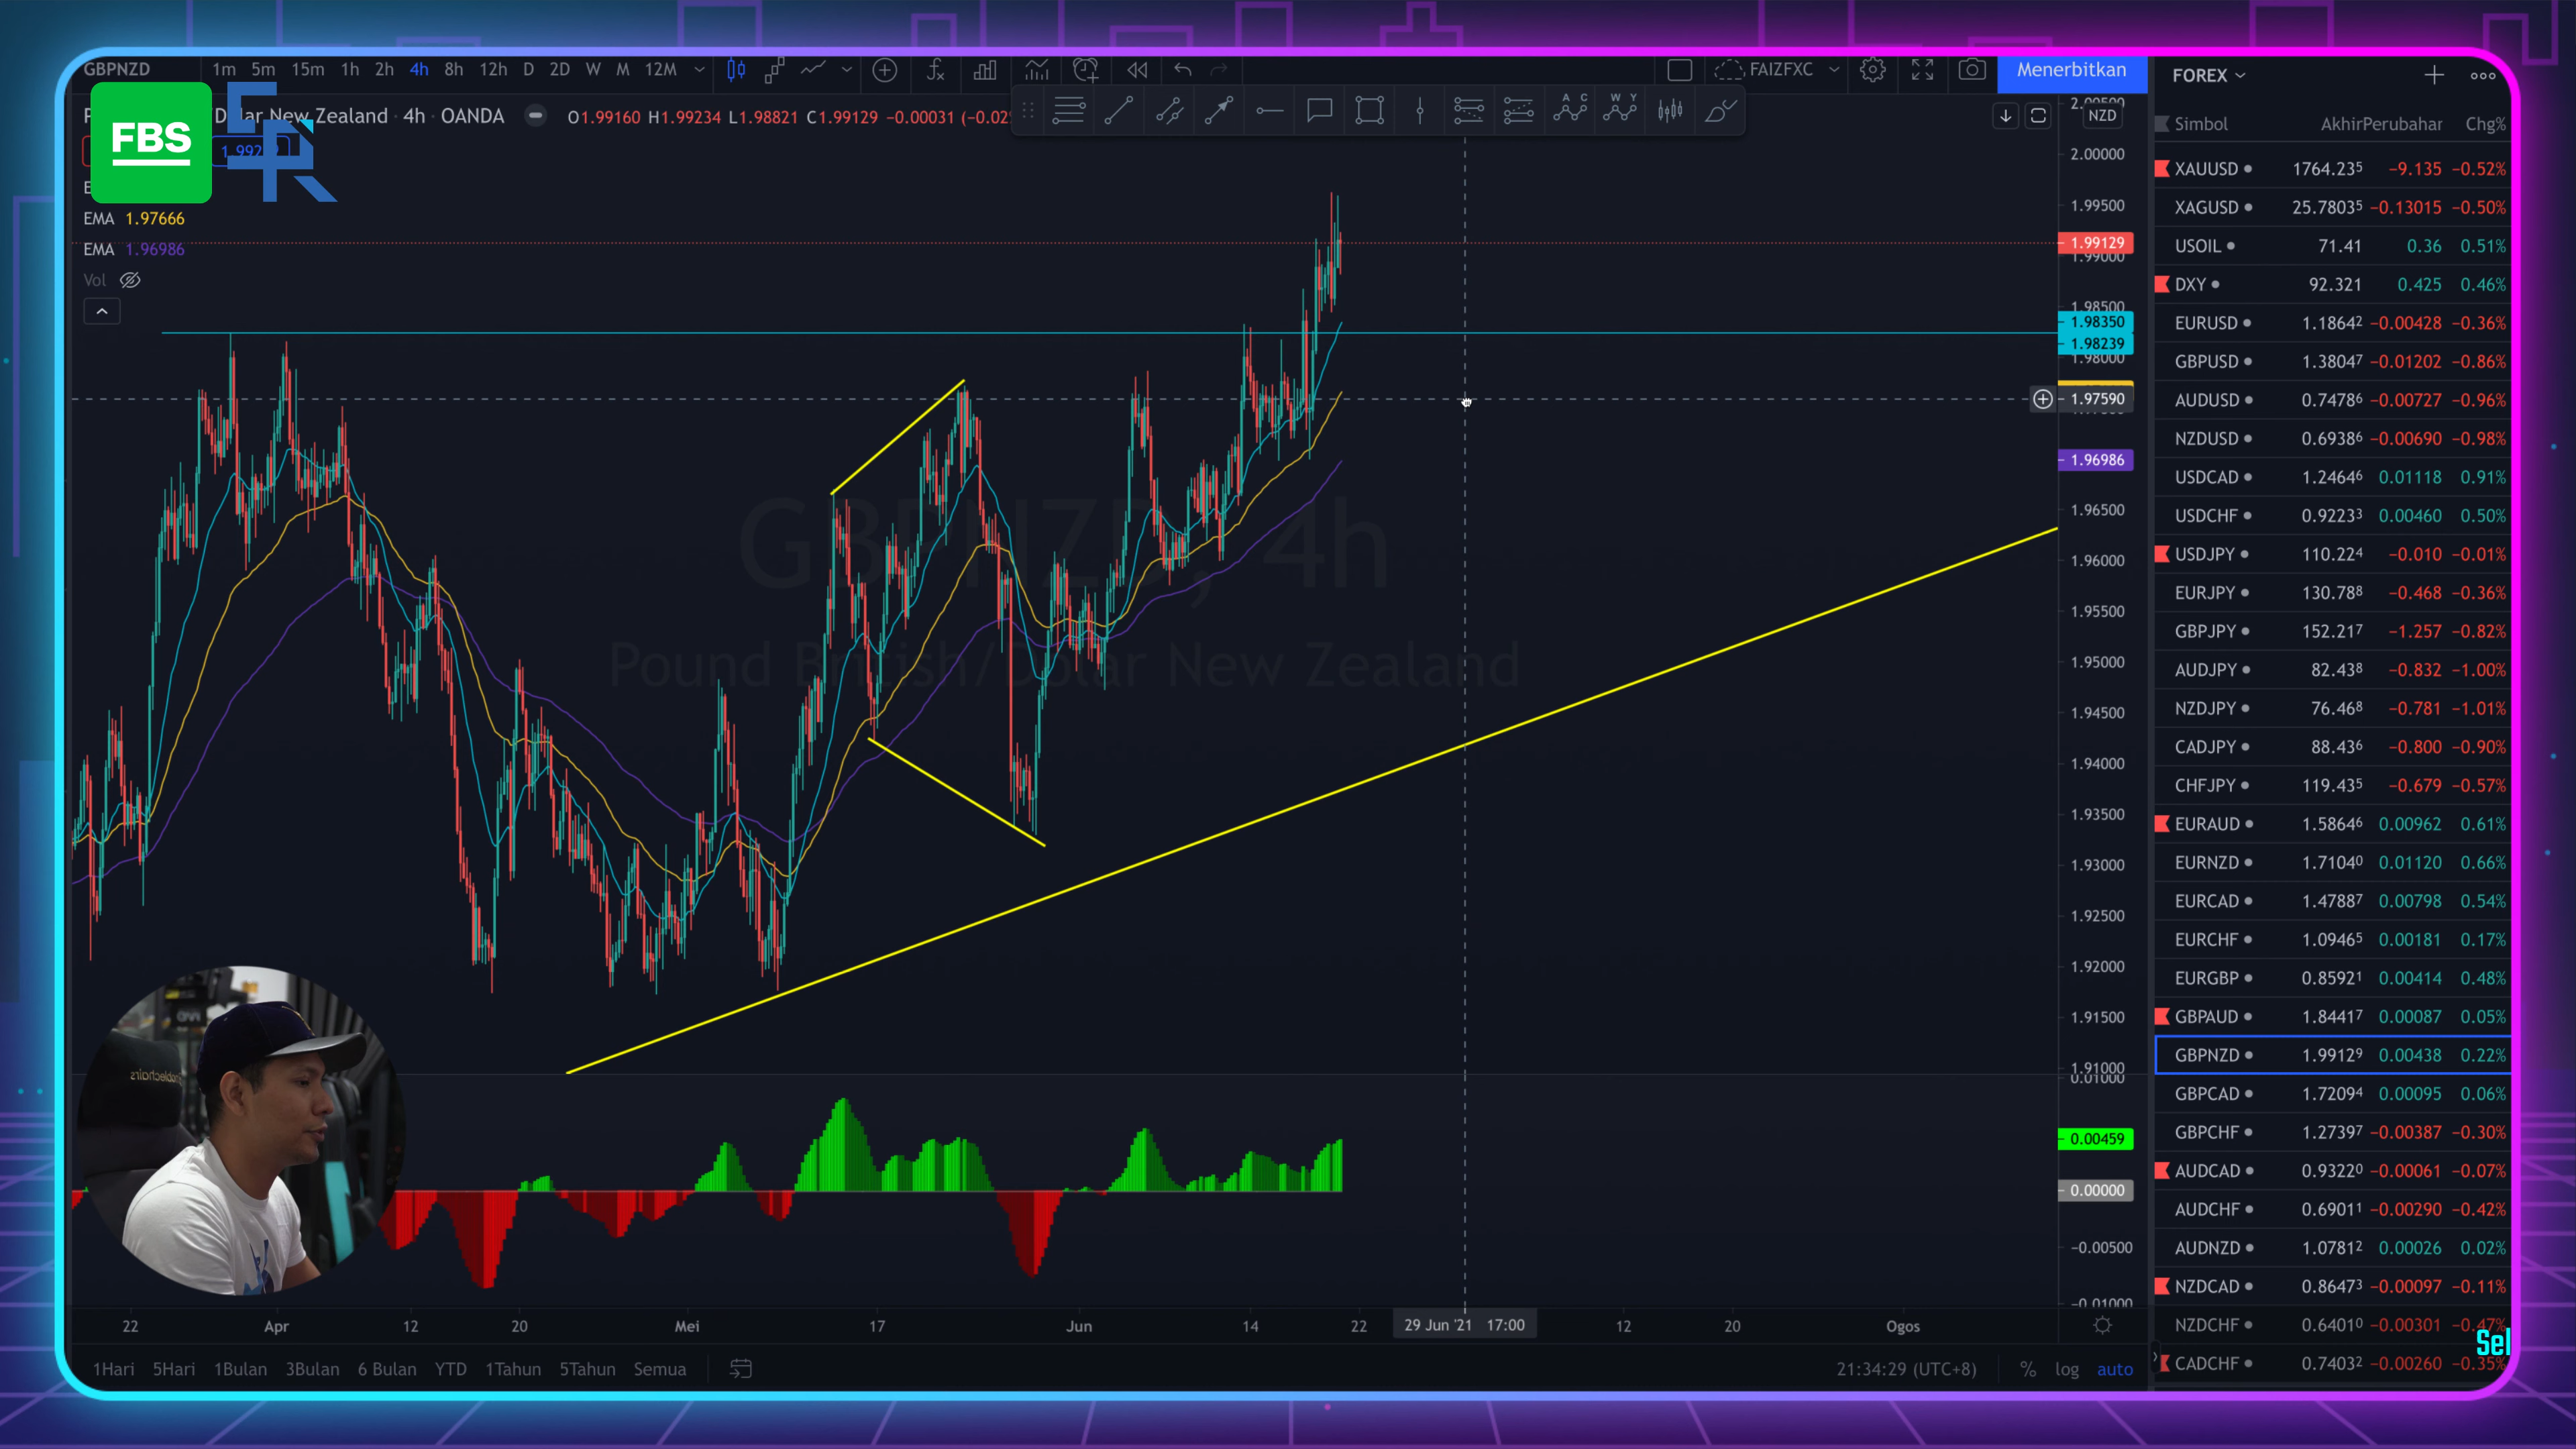 GBPNZD 1m 5m 15m 1h 2h 4h 8h 12h D 2D W M 12M FAIZFXC Menerbitkan
FBS
Dolar New Zealand · 4h · OANDA O1.99160 H1.99234 L1.98821 C1.99129 −0.00031 (−0.02
A C
W Y
EMA 1.97666
EMA 1.96986
Vol
GBPNZD, 4h
Pound British/Dolar New Zealand
NZD
2.00000
1.99500
1.99129
1.99000
1.98500
1.98350
1.98239
1.98000
1.97590
1.96986
1.96500
1.96000
1.95500
1.95000
1.94500
1.94000
1.93500
1.93000
1.92500
1.92000
1.91500
1.91000
0.01000
0.00459
0.00000
−0.00500
−0.01000
noblechairs
22 Apr 12 20 Mei 17 Jun 14 22 29 Jun '21 17:00 12 20 Ogos
1Hari 5Hari 1Bulan 3Bulan 6 Bulan YTD 1Tahun 5Tahun Semua 21:34:29 (UTC+8) % log auto
FOREX
Simbol Akhir Perubahar Chg%
XAUUSD 1764.235 −9.135 −0.52%
XAGUSD 25.78035 −0.13015 −0.50%
USOIL 71.41 0.36 0.51%
DXY 92.321 0.425 0.46%
EURUSD 1.18642 −0.00428 −0.36%
GBPUSD 1.38047 −0.01202 −0.86%
AUDUSD 0.74786 −0.00727 −0.96%
NZDUSD 0.69386 −0.00690 −0.98%
USDCAD 1.24646 0.01118 0.91%
USDCHF 0.92233 0.00460 0.50%
USDJPY 110.224 −0.010 −0.01%
EURJPY 130.788 −0.468 −0.36%
GBPJPY 152.217 −1.257 −0.82%
AUDJPY 82.438 −0.832 −1.00%
NZDJPY 76.468 −0.781 −1.01%
CADJPY 88.436 −0.800 −0.90%
CHFJPY 119.435 −0.679 −0.57%
EURAUD 1.58646 0.00962 0.61%
EURNZD 1.71040 0.01120 0.66%
EURCAD 1.47887 0.00798 0.54%
EURCHF 1.09465 0.00181 0.17%
EURGBP 0.85921 0.00414 0.48%
GBPAUD 1.84417 0.00087 0.05%
GBPNZD 1.99129 0.00438 0.22%
GBPCAD 1.72094 0.00095 0.06%
GBPCHF 1.27397 −0.00387 −0.30%
AUDCAD 0.93220 −0.00061 −0.07%
AUDCHF 0.69011 −0.00290 −0.42%
AUDNZD 1.07812 0.00026 0.02%
NZDCAD 0.86473 −0.00097 −0.11%
NZDCHF 0.64010 −0.00301 −0.47%
Sel
CADCHF 0.74032 −0.00260 −0.35%